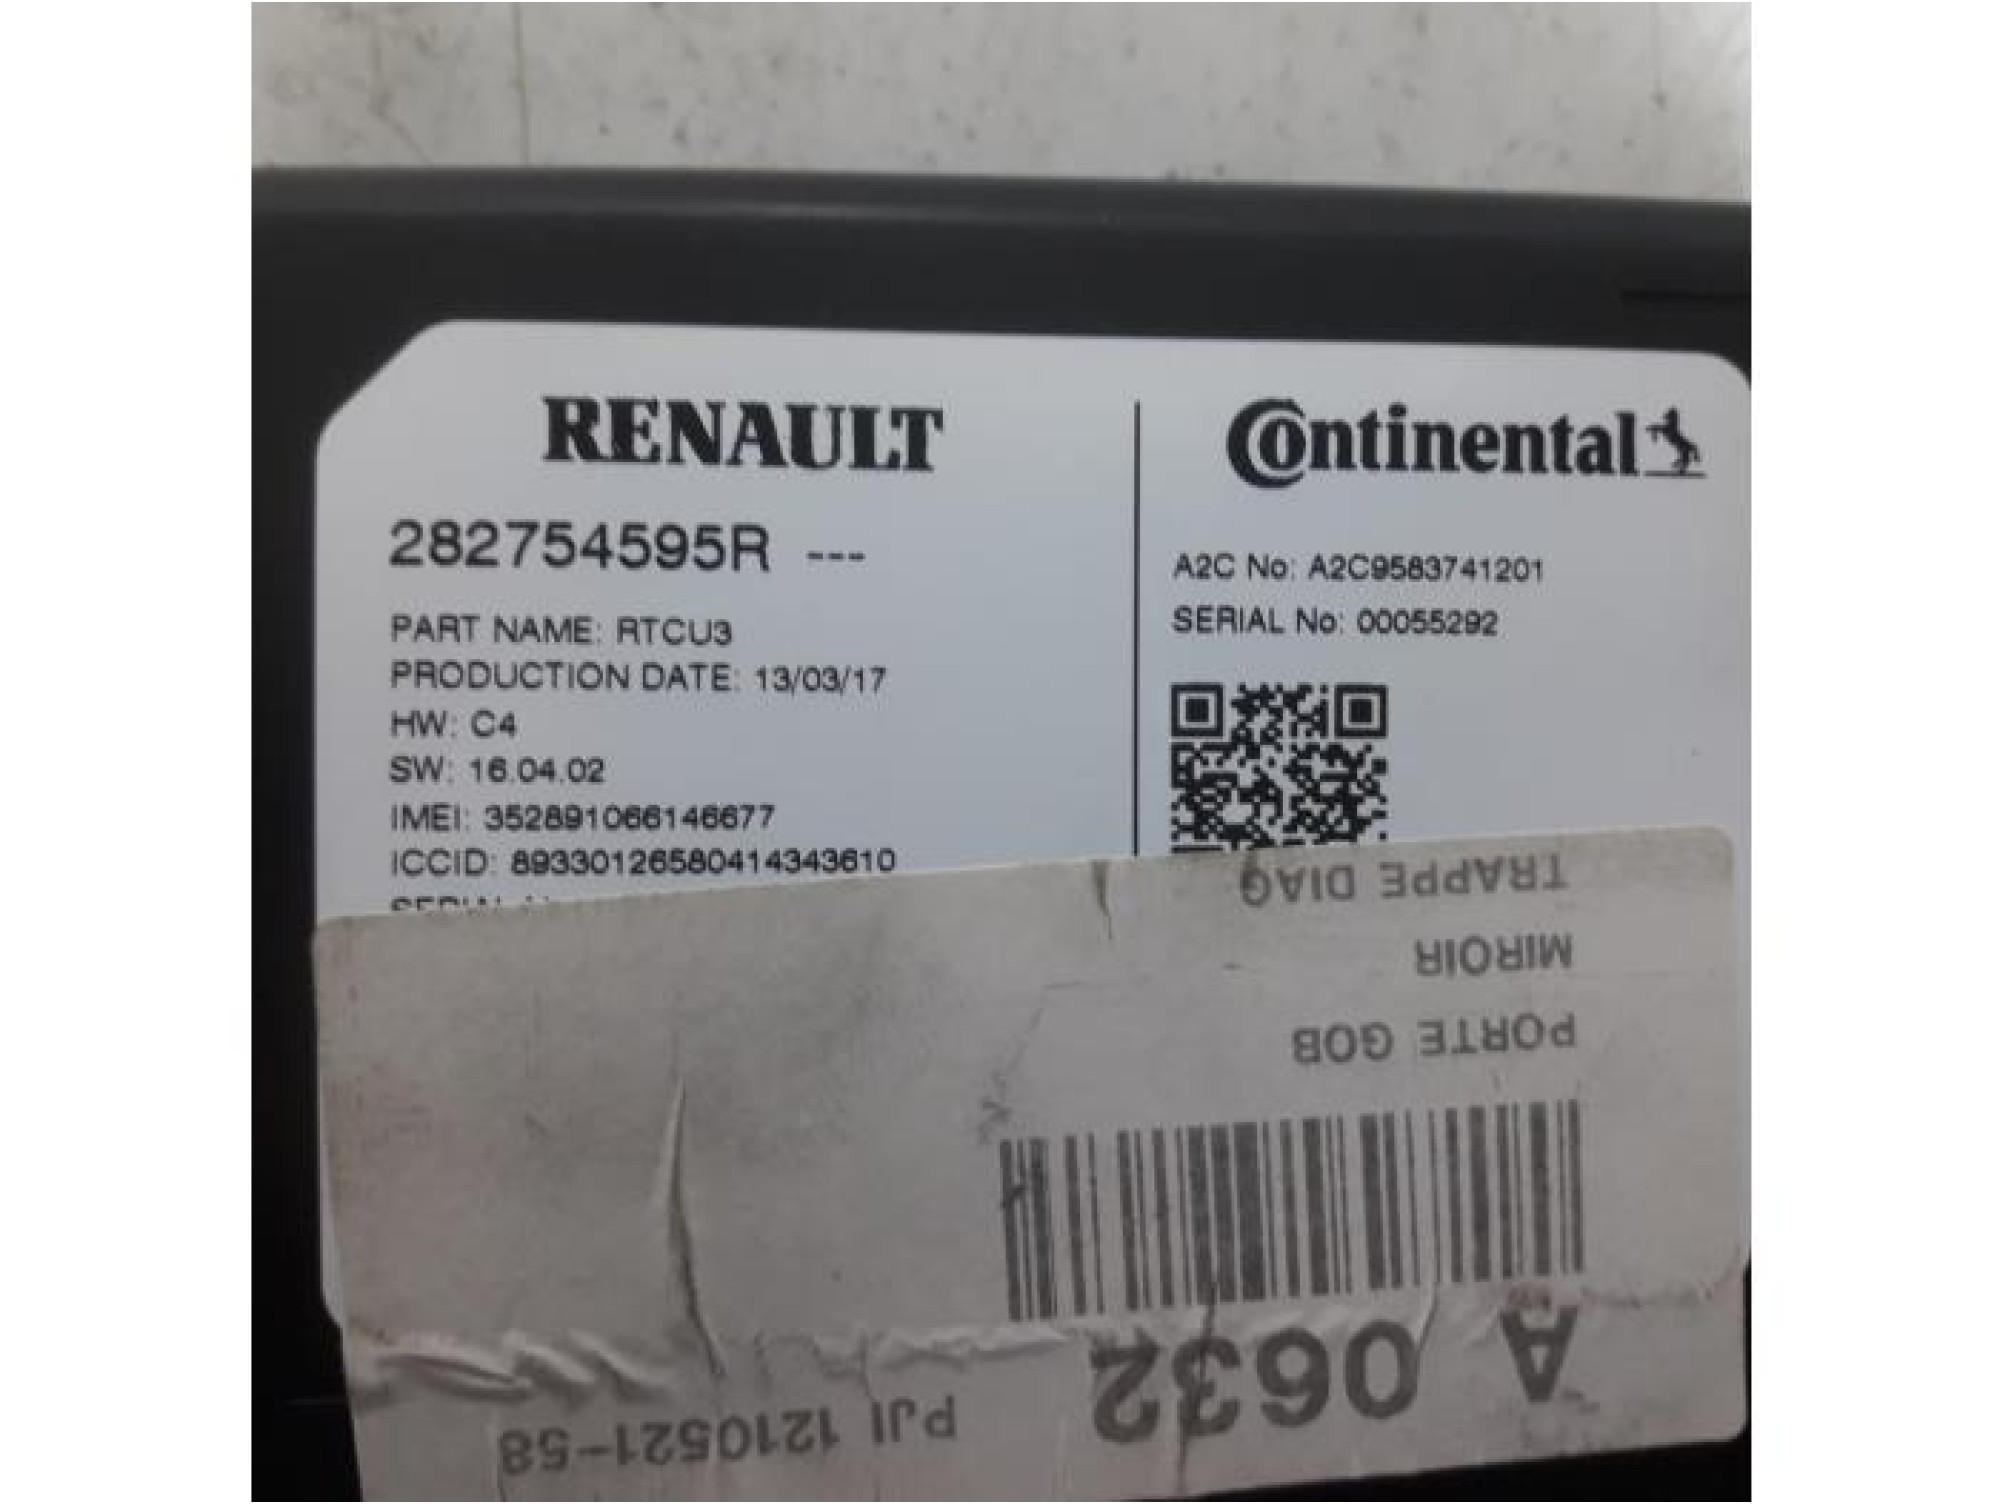 RENAULT
282754595R ---
PART NAME: RTCU3
PRODUCTION DATE: 13/03/17
HW: C4
SW: 16.04.02
IMEI: 352891066146677
ICCID: 89330126580414343610
Continental
A2C No: A2C9583741201
SERIAL No: 00055292
A 0632
PJI 1210521-58
PORTE GOB
MIROIR
TRAPPE DIAG